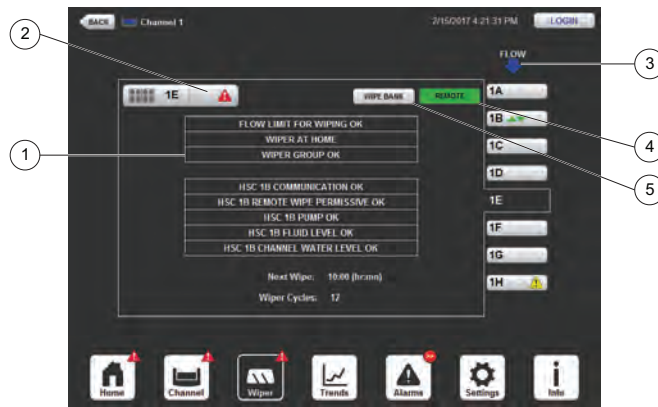 BACK Channel 1 2/15/2017 4:21:31 PM LOGIN
2
FLOW
3
1E
WIPE BANK
REMOTE
1A
FLOW LIMIT FOR WIPING OK
WIPER AT HOME
WIPER GROUP OK
1B
1C
1D
1
4
5
HSC 1B COMMUNICATION OK
HSC 1B REMOTE WIPE PERMISSIVE OK
HSC 1B PUMP OK
HSC 1B FLUID LEVEL OK
HSC 1B CHANNEL WATER LEVEL OK
1E
1F
1G
1H
Next Wipe: 10:00 (hr:mn)
Wiper Cycles: 12
Home Channel Wiper Trends Alarms Settings Info